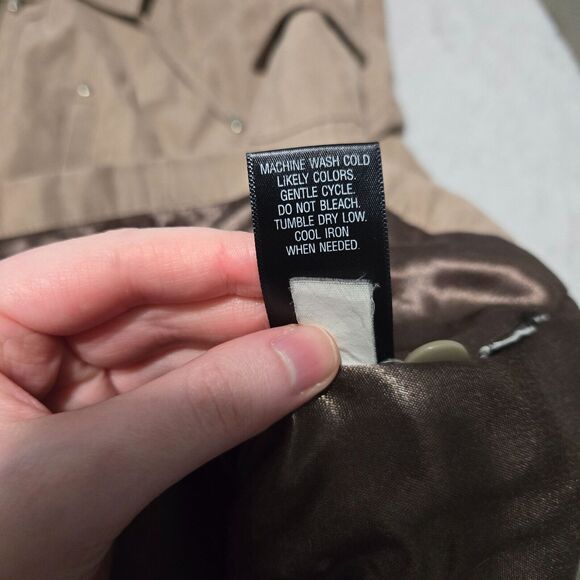 MACHINE WASH COLD
LIKELY COLORS.
GENTLE CYCLE.
DO NOT BLEACH.
TUMBLE DRY LOW.
COOL IRON
WHEN NEEDED.